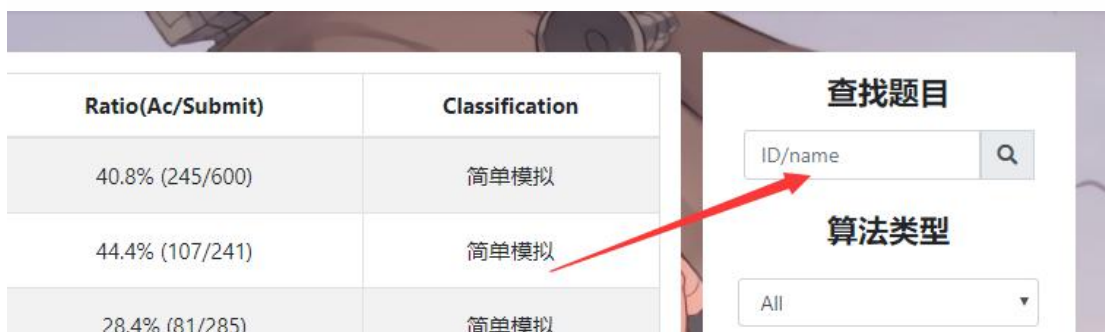 Ratio(Ac/Submit) Classification
40.8% (245/600) 简单模拟
44.4% (107/241) 简单模拟
28.4% (81/285) 简单模拟
查找题目
ID/name
算法类型
All